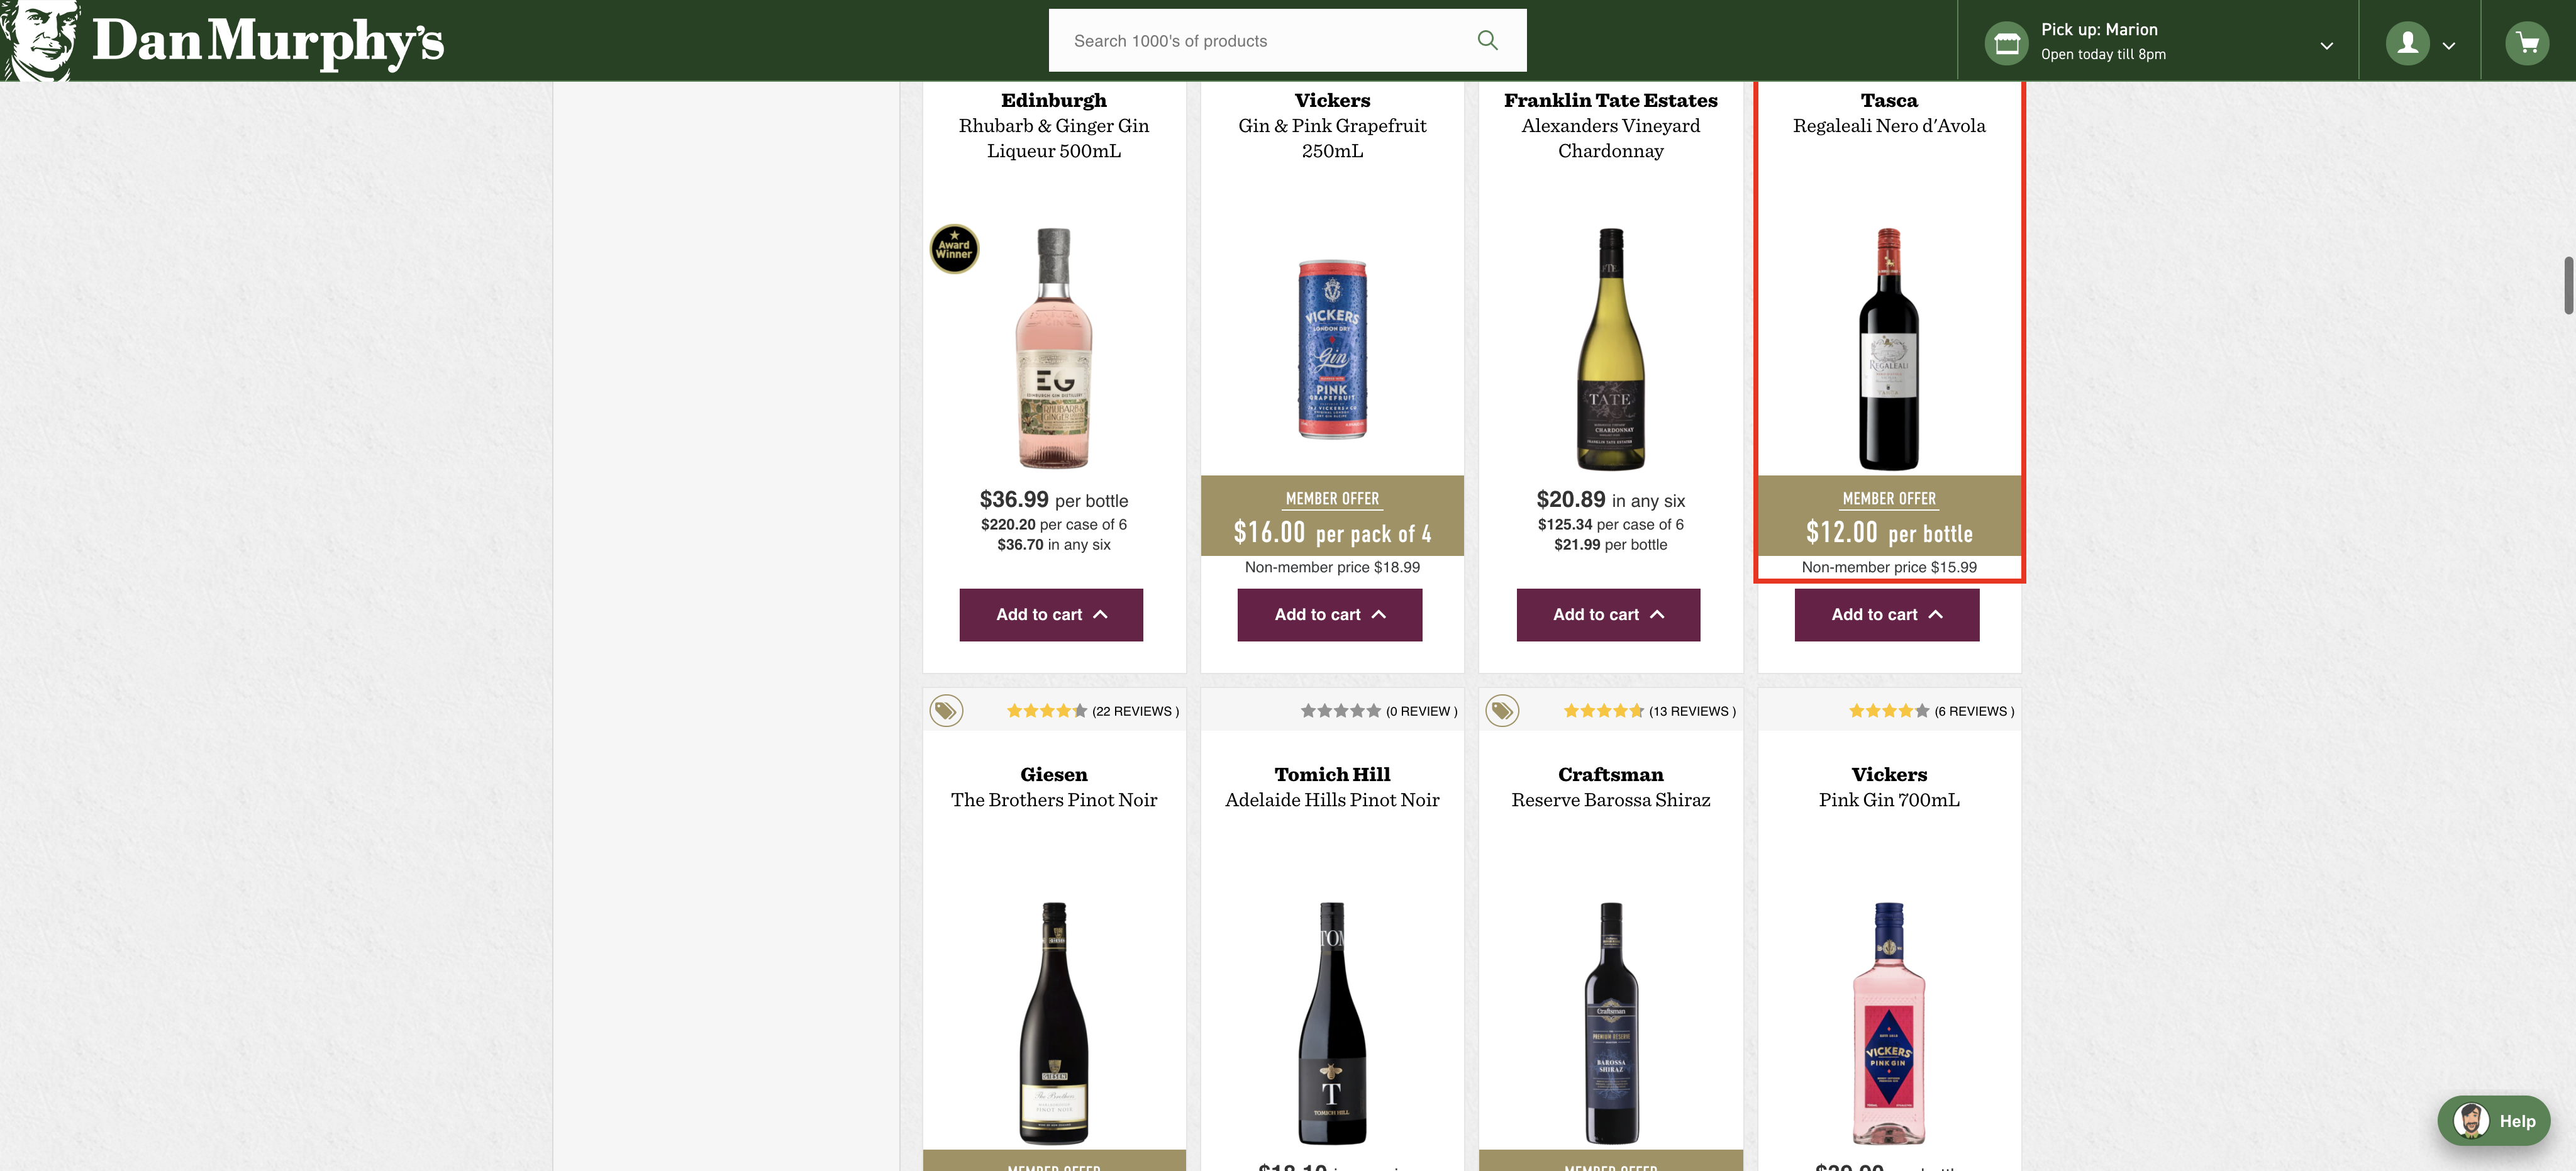 Dan Murphy's
Search 1000's of products
Pick up: Marion
Open today till 8pm
Edinburgh
Rhubarb & Ginger Gin
Liqueur 500mL
Award
Winner
EG
$36.99 per bottle
$220.20 per case of 6
$36.70 in any six
Add to cart
Vickers
Gin & Pink Grapefruit
250mL
VICKERS
LONDON DRY
Gin
PINK
GRAPEFRUIT
MEMBER OFFER
$16.00 per pack of 4
Non-member price $18.99
Add to cart
Franklin Tate Estates
Alexanders Vineyard
Chardonnay
TATE
CHARDONNAY
$20.89 in any six
$125.34 per case of 6
$21.99 per bottle
Add to cart
Tasca
Regaleali Nero d'Avola
REGALEALI
MEMBER OFFER
$12.00 per bottle
Non-member price $15.99
Add to cart
(22 REVIEWS )
Giesen
The Brothers Pinot Noir
GIESEN
The Brothers
PINOT NOIR
MEMBER OFFER
(0 REVIEW )
Tomich Hill
Adelaide Hills Pinot Noir
TOM
T
TOMICH HILL
(13 REVIEWS )
Craftsman
Reserve Barossa Shiraz
Craftsman
PREMIUM RESERVE
BAROSSA
SHIRAZ
MEMBER OFFER
(6 REVIEWS )
Vickers
Pink Gin 700mL
VICKERS
PINK GIN
Help